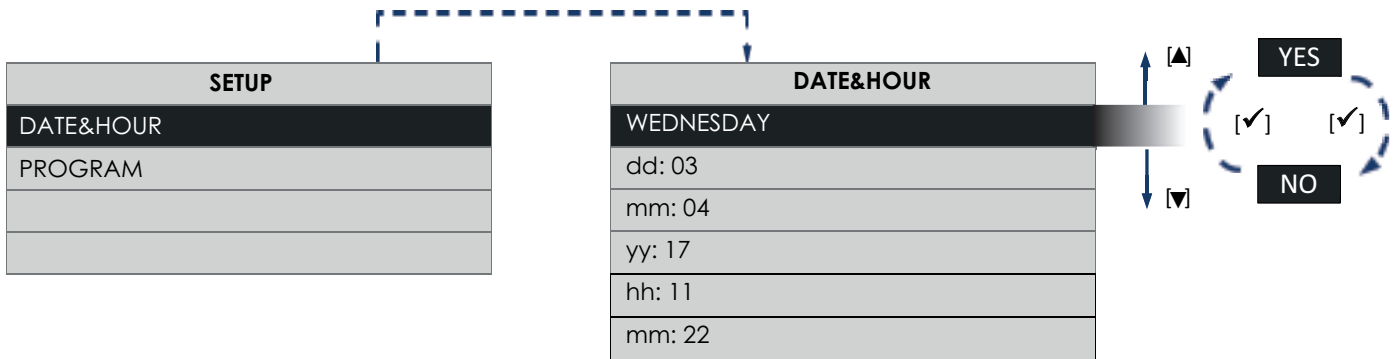 SETUP
DATE&HOUR
PROGRAM
DATE&HOUR
WEDNESDAY
dd: 03
mm: 04
yy: 17
hh: 11
mm: 22
[▲]
YES
[✓] [✓]
NO
[▼]